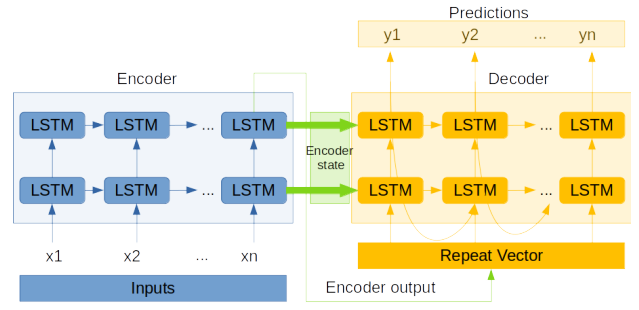 Predictions
y1 y2 ... yn
Encoder
Decoder
LSTM LSTM ... LSTM
Encoder
state
LSTM LSTM ... LSTM
LSTM LSTM ... LSTM
LSTM LSTM ... LSTM
x1 x2 ... xn
Repeat Vector
Inputs
Encoder output